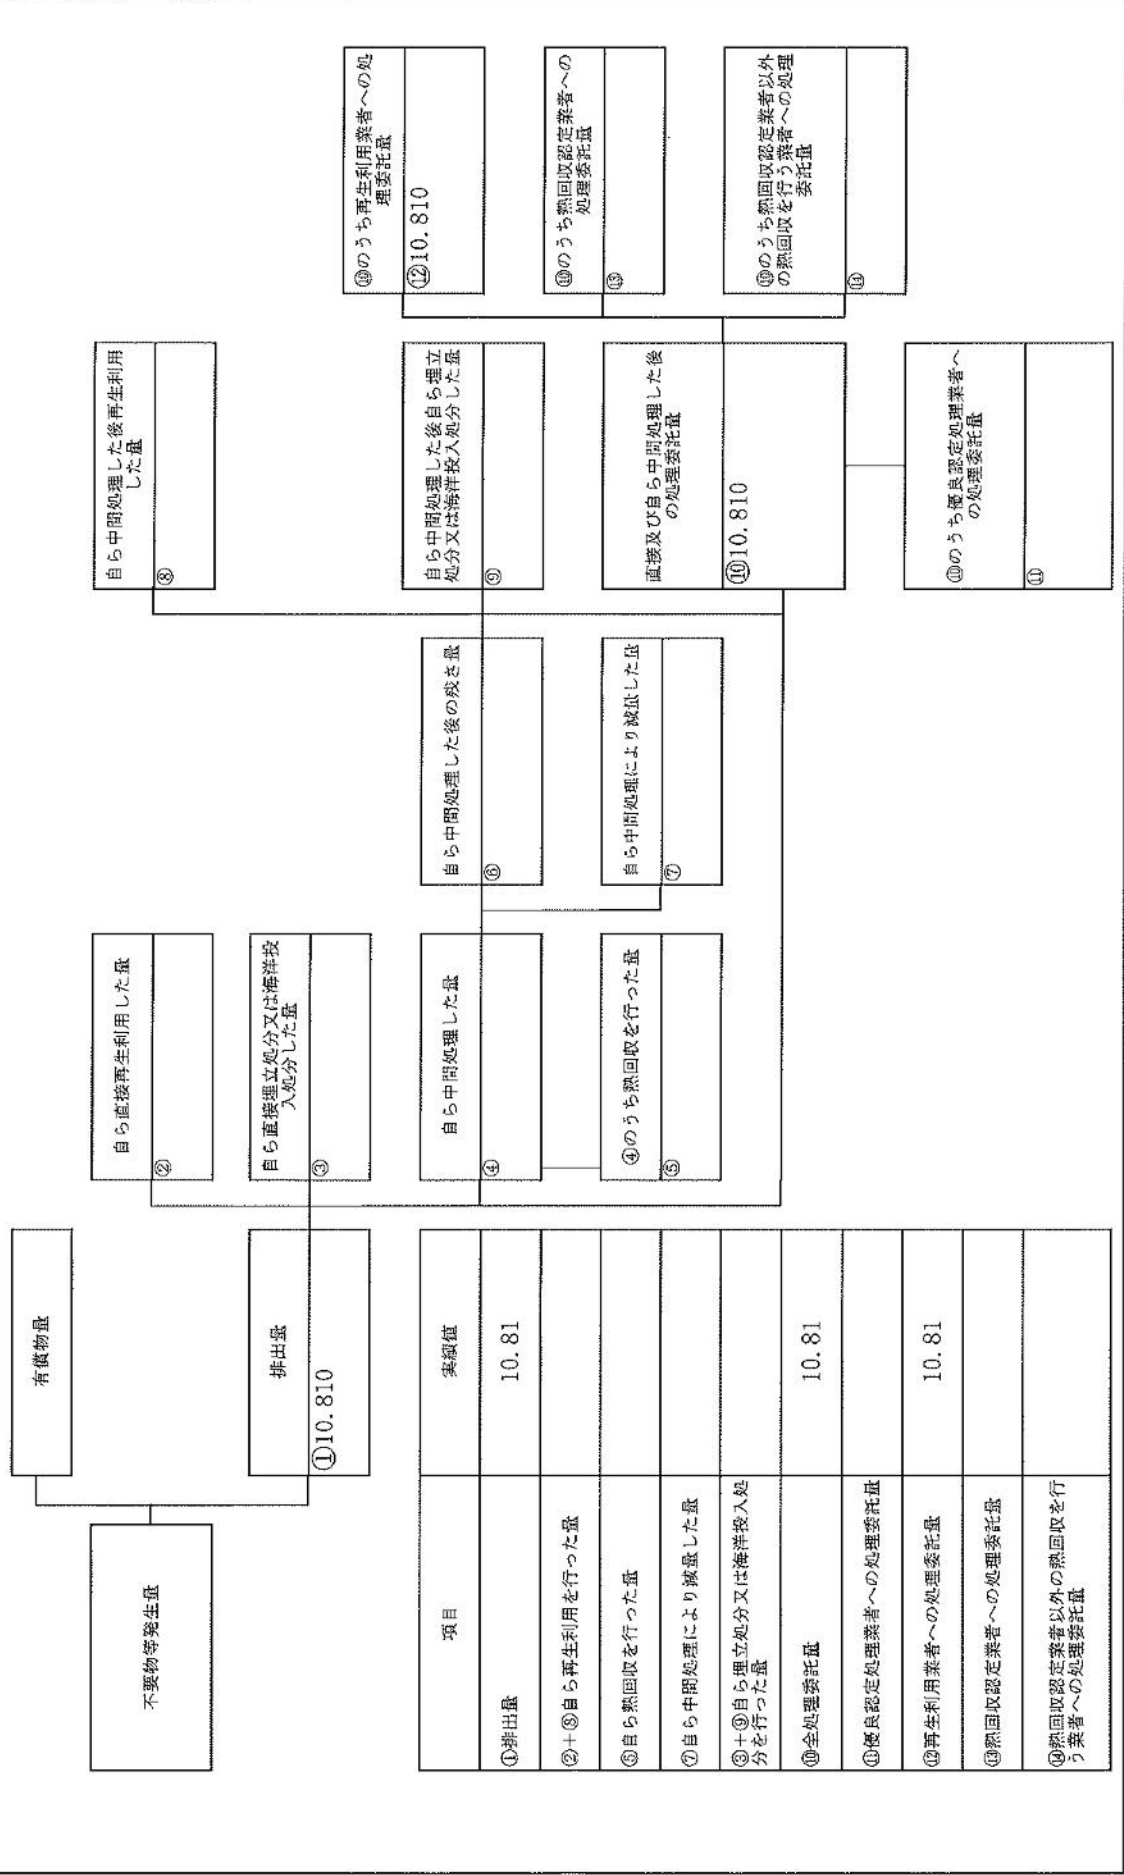 不要物等発生量
有償物量
排出量
①10.810
自ら直接再生利用した量
②
自ら直接埋立処分又は海洋投
入処分した量
③
自ら中間処理した量
④
④のうち熱回収を行った量
⑤
自ら中間処理した後の残さ量
⑥
自ら中間処理により減量した量
⑦
自ら中間処理した後再生利用
した量
⑧
自ら中間処理した後自ら埋立
処分又は海洋投入処分した量
⑨
直接及び自ら中間処理した後
の処理委託量
⑩10.810
⑩のうち優良認定処理業者へ
の処理委託量
⑪
⑩のうち再生利用業者への処
理委託量
⑫10.810
⑩のうち熱回収認定業者への
処理委託量
⑬
⑩のうち熱回収認定業者以外
の熱回収を行う業者への処理
委託量
⑭
項目 実績値
①排出量 10.81
②+⑧自ら再生利用を行った量
⑤自ら熱回収を行った量
⑦自ら中間処理により減量した量
③+⑨自ら埋立処分又は海洋投入処
分を行った量
⑩全処理委託量 10.81
⑪優良認定処理業者への処理委託量
⑫再生利用業者への処理委託量 10.81
⑬熱回収認定業者への処理委託量
⑭熱回収認定業者以外の熱回収を行
う業者への処理委託量